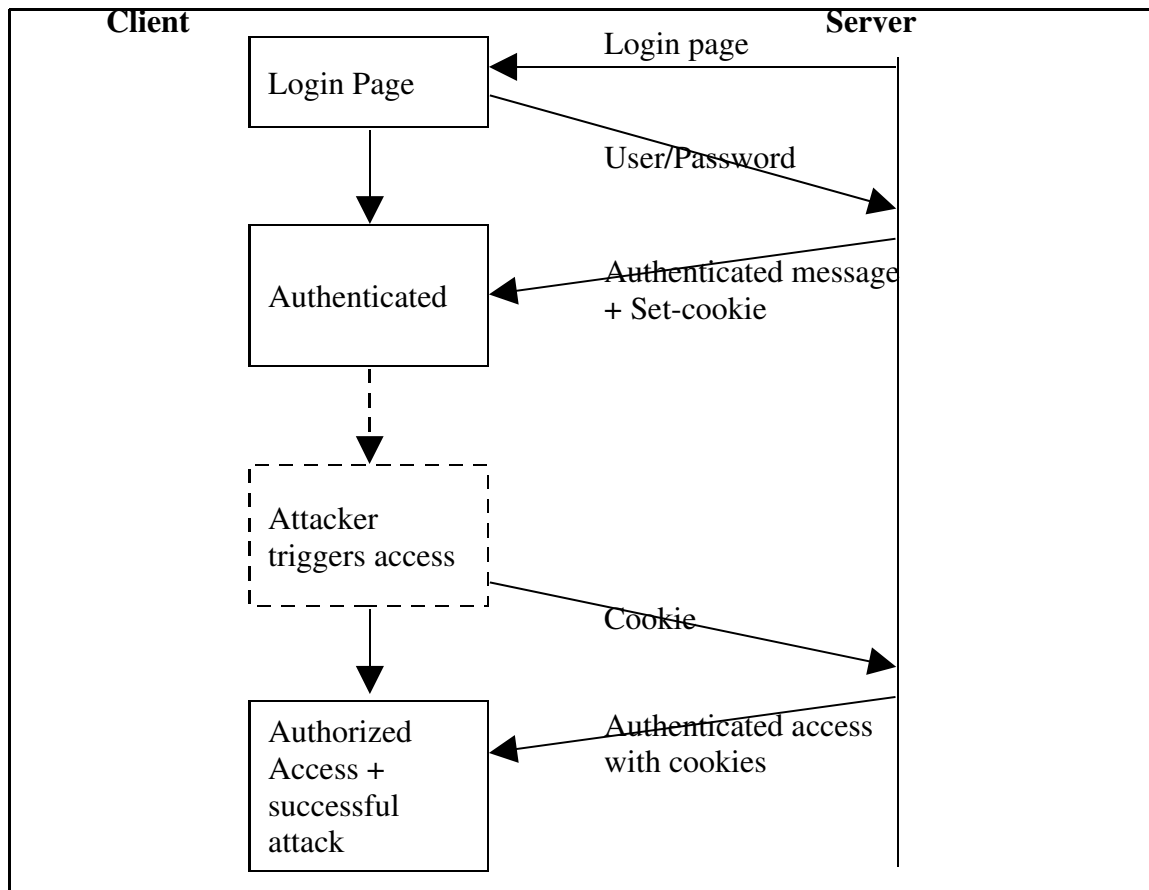 Client
Server
Login page
Login Page
User/Password
Authenticated message
+ Set-cookie
Authenticated
Attacker
triggers access
Cookie
Authenticated access
with cookies
Authorized
Access +
successful
attack